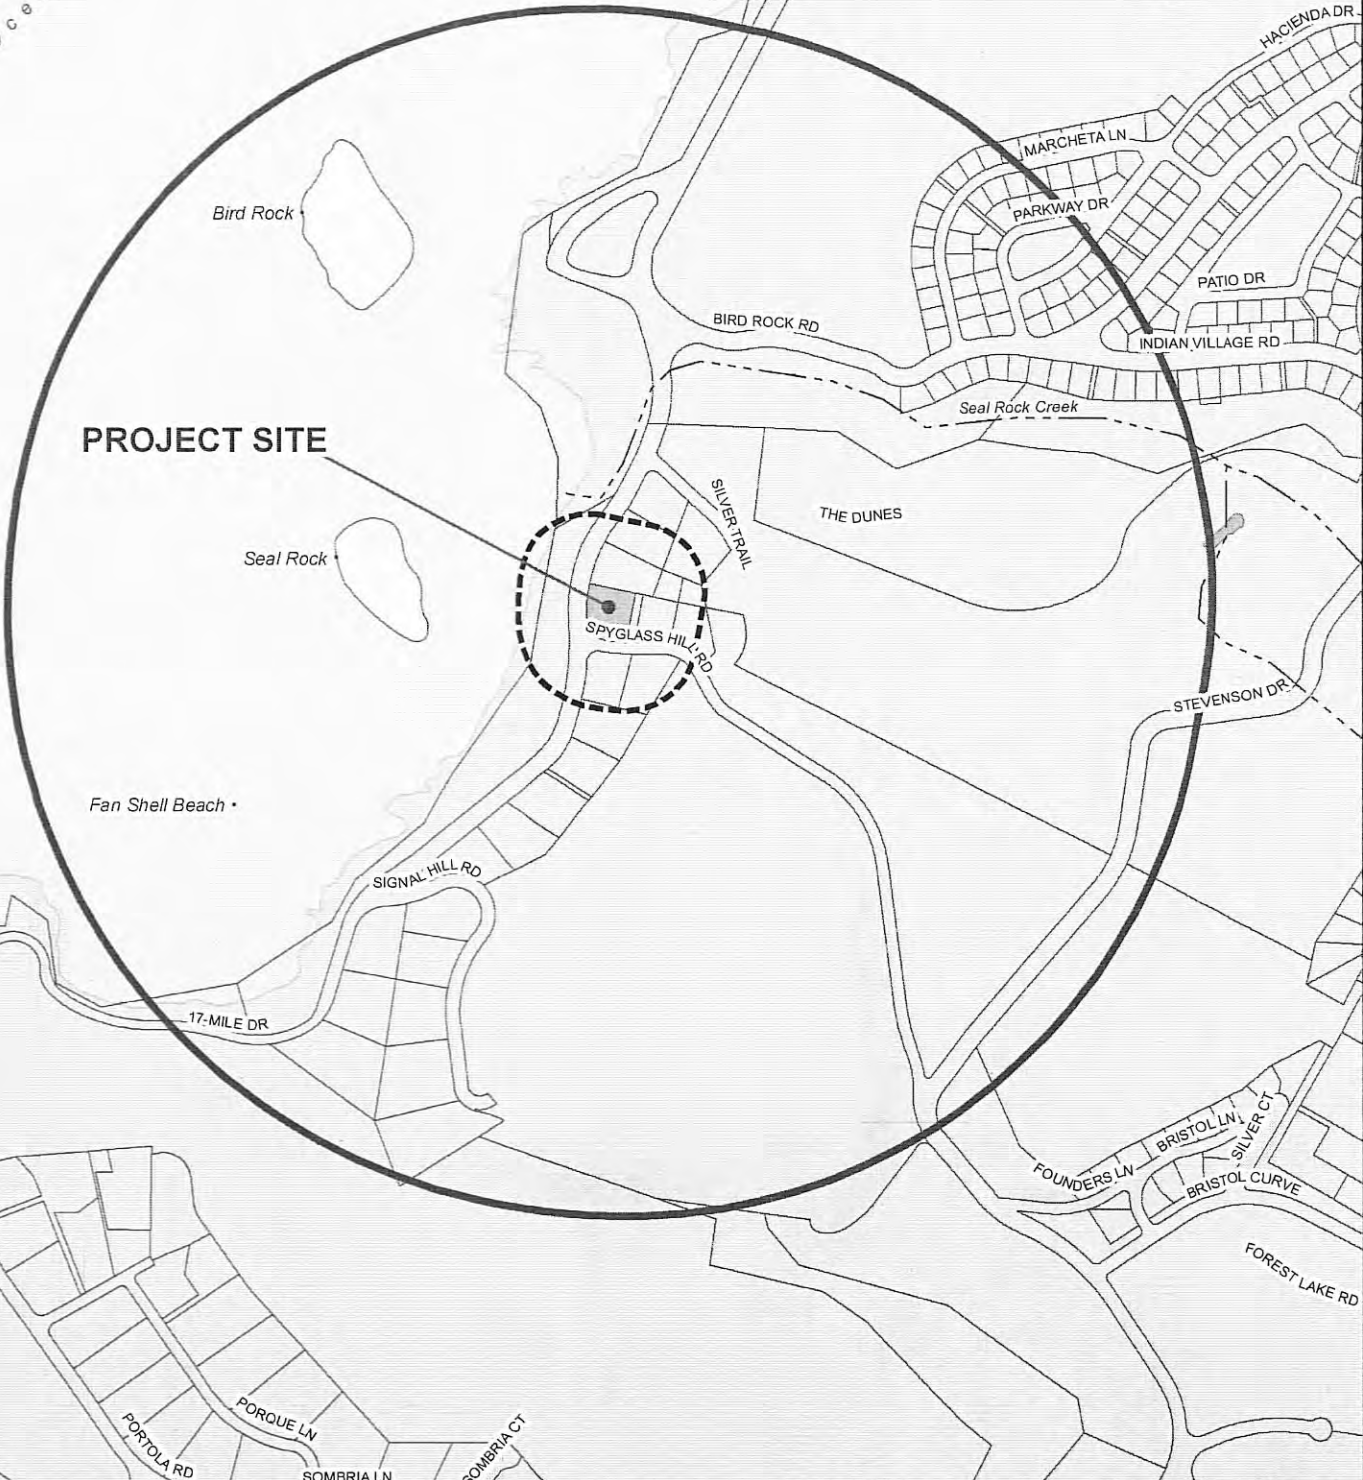 HACIENDA DR
MARCHETA LN
Bird Rock
PARKWAY DR
PATIO DR
BIRD ROCK RD
INDIAN VILLAGE RD
Seal Rock Creek
PROJECT SITE
SILVER TRAIL
THE DUNES
Seal Rock
SPYGLASS HILL RD
STEVENSON DR
Fan Shell Beach
SIGNAL HILL RD
17-MILE DR
BRISTOL LN
SILVER CT
FOUNDERS LN
BRISTOL CURVE
FOREST LAKE RD
PORQUE LN
PORTOLA RD
SOMBRIA CT
SOMBRIA LN